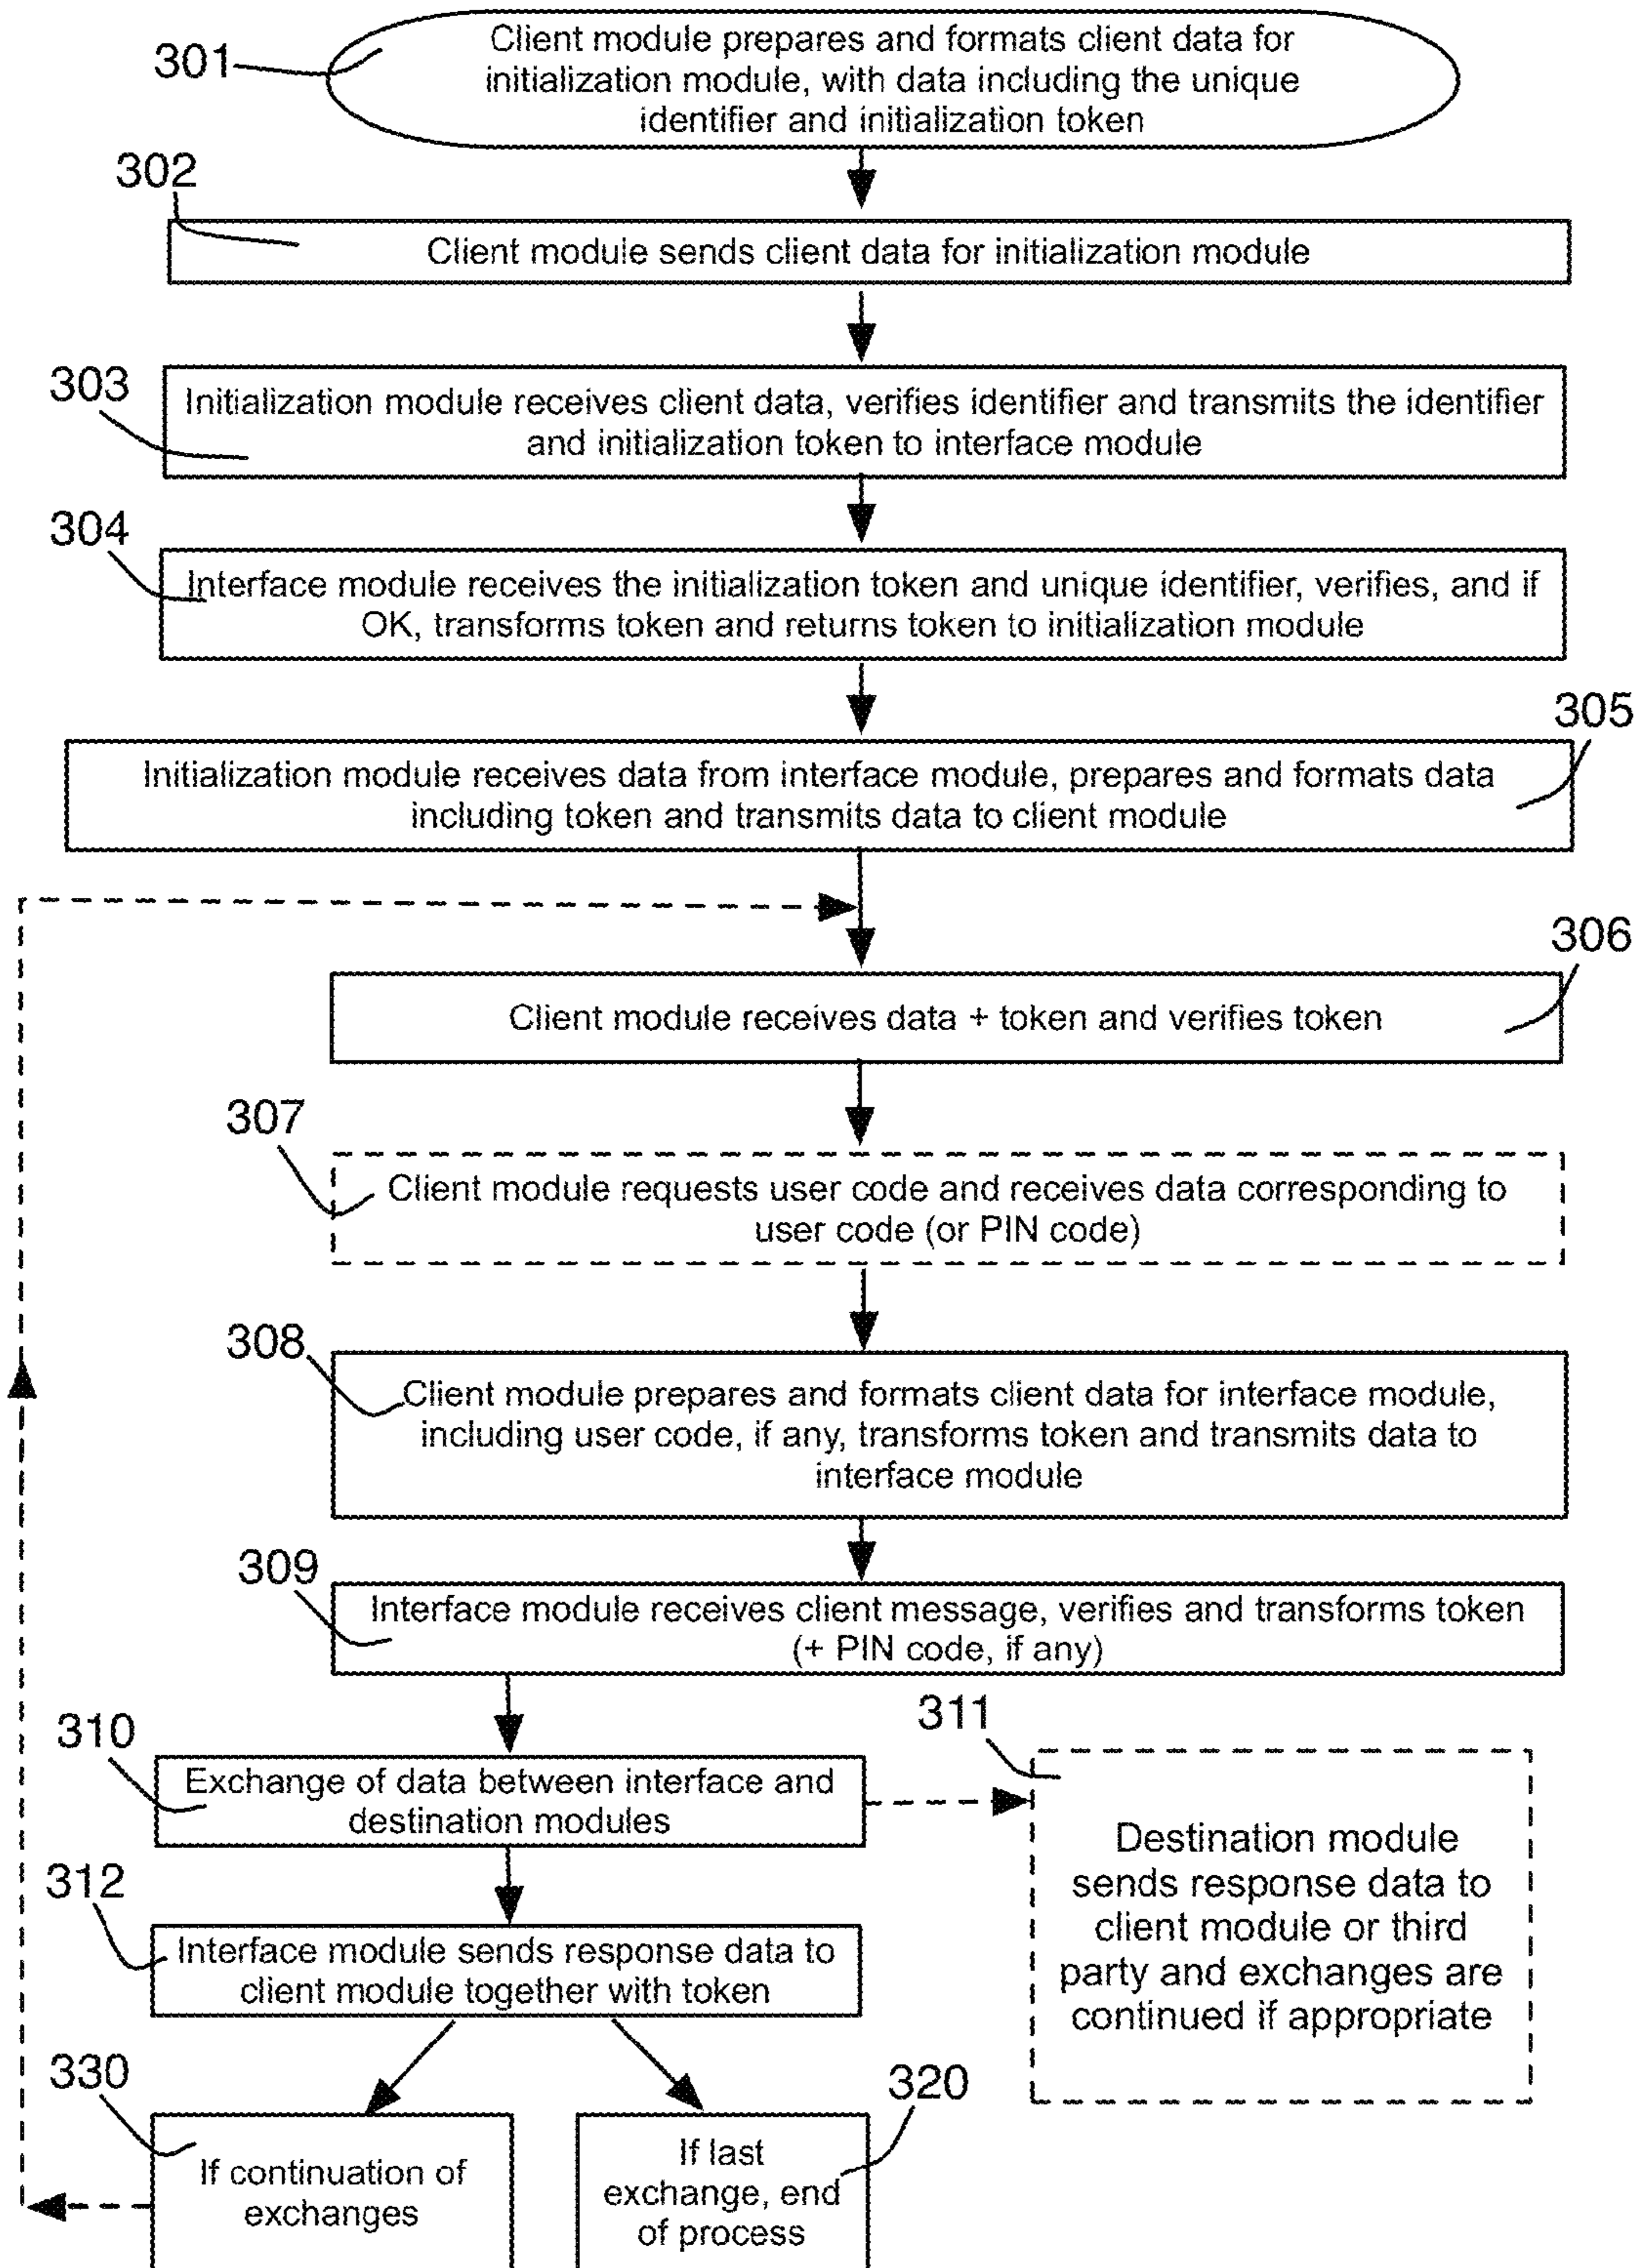 301
Client module prepares and formats client data for
initialization module, with data including the unique
identifier and initialization token
302
Client module sends client data for initialization module
303
Initialization module receives client data, verifies identifier and transmits the identifier
and initialization token to interface module
304
Interface module receives the initialization token and unique identifier, verifies, and if
OK, transforms token and returns token to initialization module
305
Initialization module receives data from interface module, prepares and formats data
including token and transmits data to client module
306
Client module receives data + token and verifies token
307
Client module requests user code and receives data corresponding to
user code (or PIN code)
308
Client module prepares and formats client data for interface module,
including user code, if any, transforms token and transmits data to
interface module
309
Interface module receives client message, verifies and transforms token
(+ PIN code, if any)
310
Exchange of data between interface and
destination modules
311
Destination module
sends response data to
client module or third
party and exchanges are
continued if appropriate
312
Interface module sends response data to
client module together with token
330
If continuation of
exchanges
320
If last
exchange, end
of process